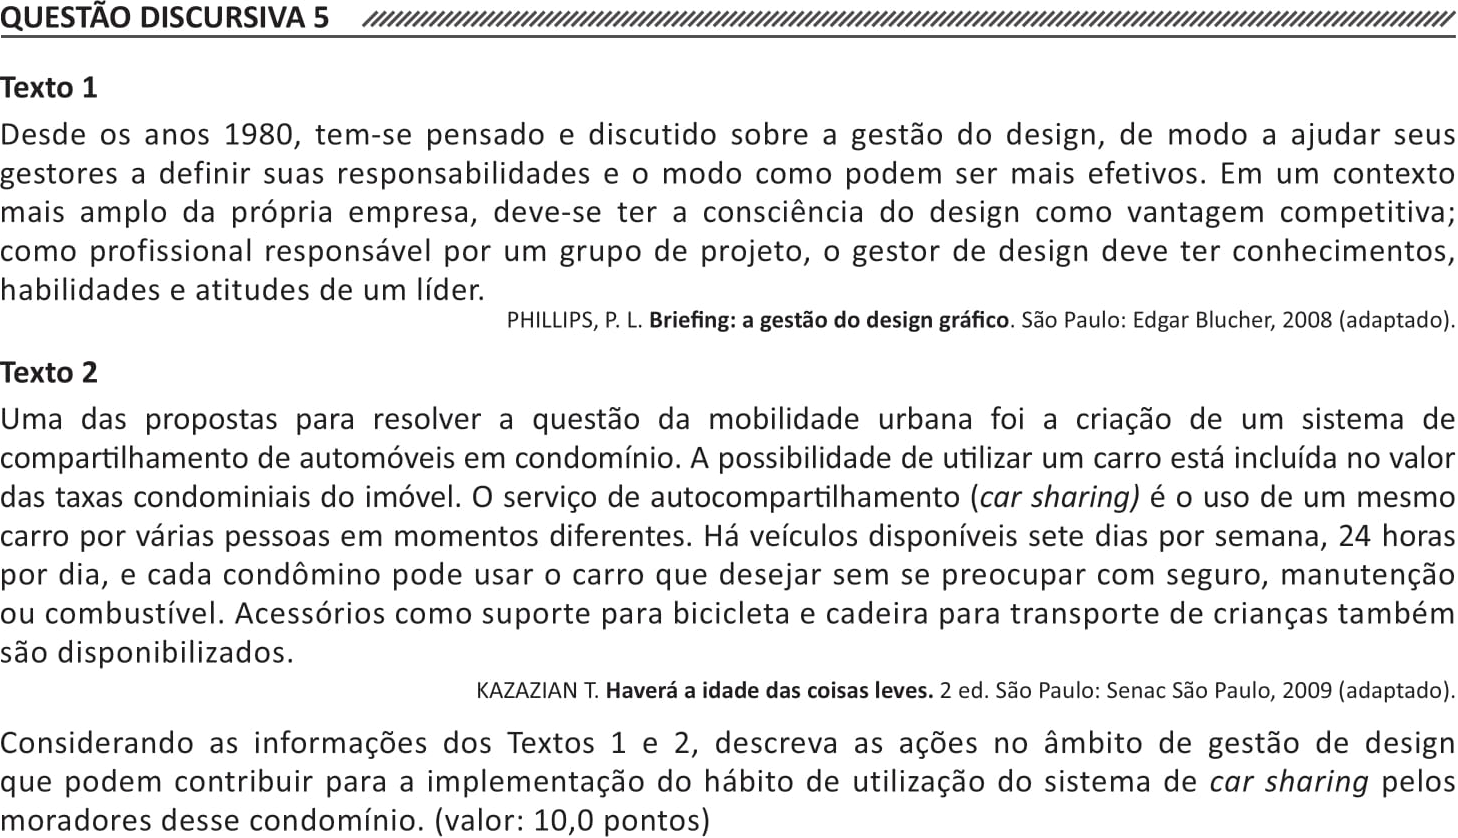 QUESTÃO DISCURSIVA 5
Texto 1
Desde os anos 1980, tem-se pensado e discutido sobre a gestão do design, de modo a ajudar seus
gestores a definir suas responsabilidades e o modo como podem ser mais efetivos. Em um contexto
mais amplo da própria empresa, deve-se ter a consciência do design como vantagem competitiva;
como profissional responsável por um grupo de projeto, o gestor de design deve ter conhecimentos,
habilidades e atitudes de um líder.
PHILLIPS, P. L. Briefing: a gestão do design gráfico. São Paulo: Edgar Blucher, 2008 (adaptado).
Texto 2
Uma das propostas para resolver a questão da mobilidade urbana foi a criação de um sistema de
compartilhamento de automóveis em condomínio. A possibilidade de utilizar um carro está incluída no valor
das taxas condominiais do imóvel. O serviço de autocompartilhamento (car sharing) é o uso de um mesmo
carro por várias pessoas em momentos diferentes. Há veículos disponíveis sete dias por semana, 24 horas
por dia, e cada condômino pode usar o carro que desejar sem se preocupar com seguro, manutenção
ou combustível. Acessórios como suporte para bicicleta e cadeira para transporte de crianças também
são disponibilizados.
KAZAZIAN T. Haverá a idade das coisas leves. 2 ed. São Paulo: Senac São Paulo, 2009 (adaptado).
Considerando as informações dos Textos 1 e 2, descreva as ações no âmbito de gestão de design
que podem contribuir para a implementação do hábito de utilização do sistema de car sharing pelos
moradores desse condomínio. (valor: 10,0 pontos)